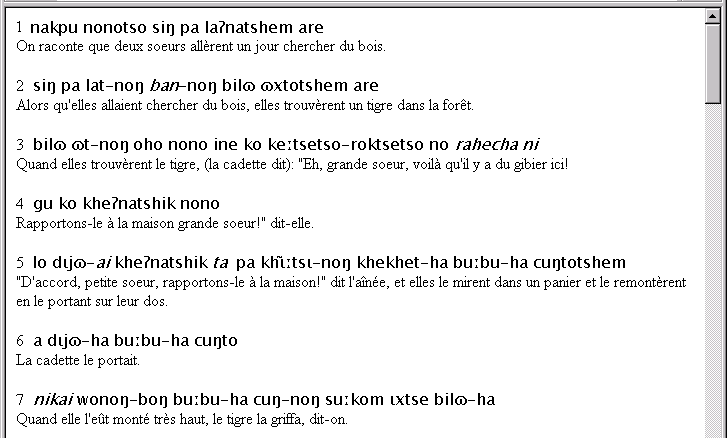 1 nakpu nonotso siŋ pa laʔnatshem are
On raconte que deux soeurs allèrent un jour chercher du bois.
2 siŋ pa lat–noŋ ban–noŋ bilɷ ɷxtotshem are
Alors qu'elles allaient chercher du bois, elles trouvèrent un tigre dans la forêt.
3 bilɷ ɷt–noŋ oho nono ine ko keːtsetso–roktsetso no rahecha ni
Quand elles trouvèrent le tigre, (la cadette dit): "Eh, grande soeur, voilà qu'il y a du gibier ici!
4 gu ko kheʔnatshik nono
Rapportons-le à la maison grande soeur!" dit-elle.
5 lo dɩjɷ–ai kheʔnatshik ta pa khı̃ːtsɩ–noŋ khekhet–ha buːbu–ha cuŋtotshem
"D'accord, petite soeur, rapportons-le à la maison!" dit l'aînée, et elles le mirent dans un panier et le remontèrent
en le portant sur leur dos.
6 a dɩjɷ–ha buːbu–ha cuŋto
La cadette le portait.
7 nikai wonoŋ–boŋ buːbu–ha cuŋ–noŋ suːkom ɩxtse bilɷ–ha
Quand elle l'eût monté très haut, le tigre la griffa, dit-on.